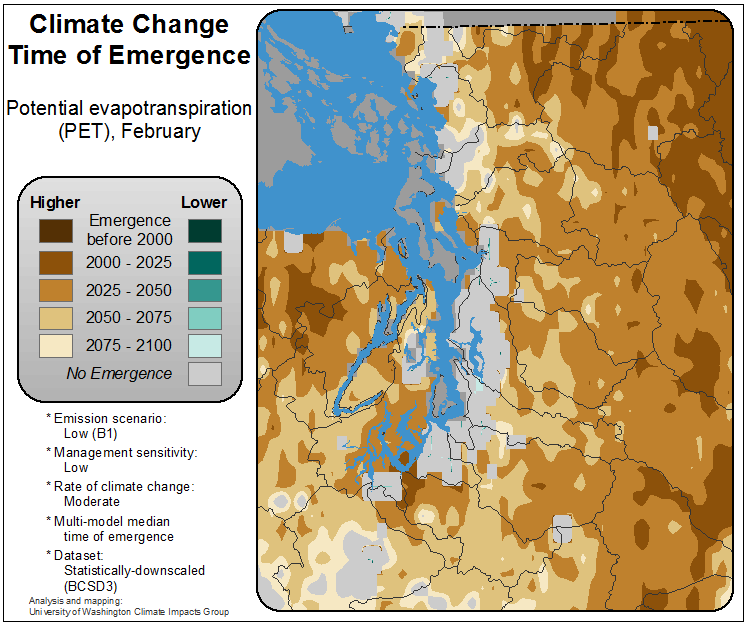 Climate Change
Time of Emergence
Potential evapotranspiration
(PET), February
Higher Lower
Emergence
before 2000
2000 - 2025
2025 - 2050
2050 - 2075
2075 - 2100
No Emergence
* Emission scenario:
Low (B1)
* Management sensitivity:
Low
* Rate of climate change:
Moderate
* Multi-model median
time of emergence
* Dataset:
Statistically-downscaled
(BCSD3)
Analysis and mapping:
University of Washington Climate Impacts Group